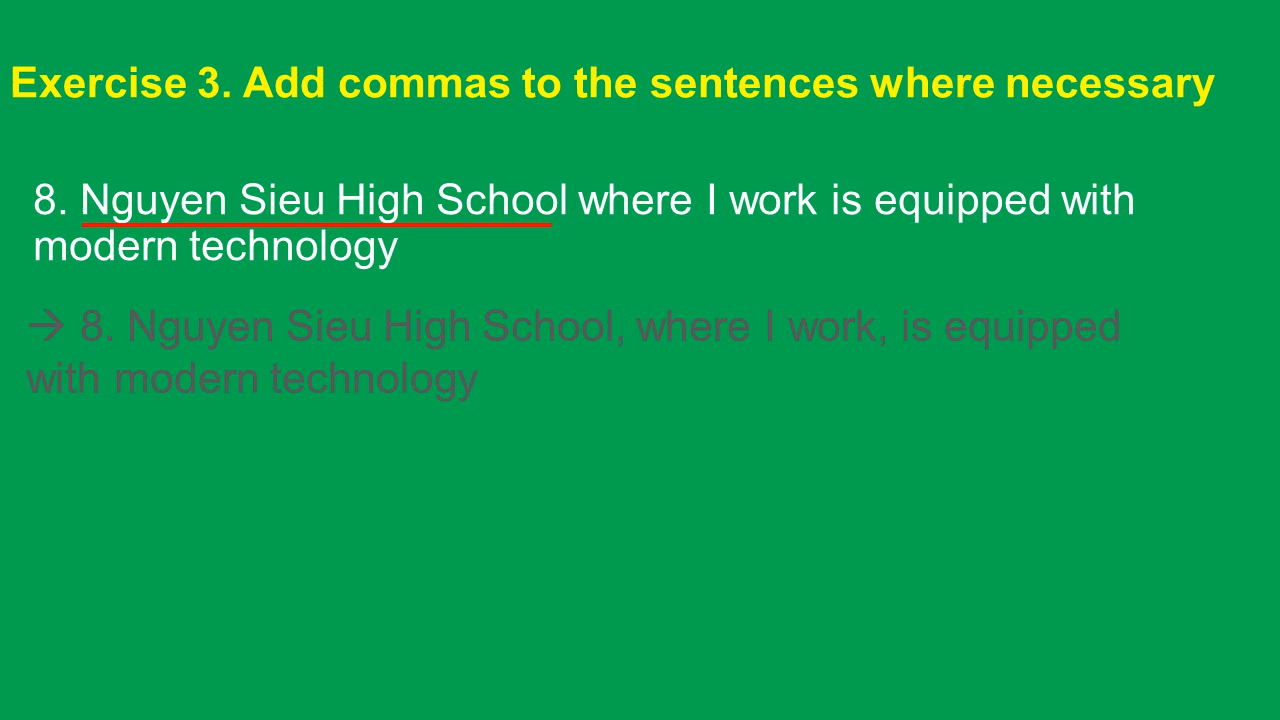 Exercise 3. Add commas to the sentences where necessary
8. Nguyen Sieu High School where I work is equipped with
modern technology
→ 8. Nguyen Sieu High School, where I work, is equipped
with modern technology